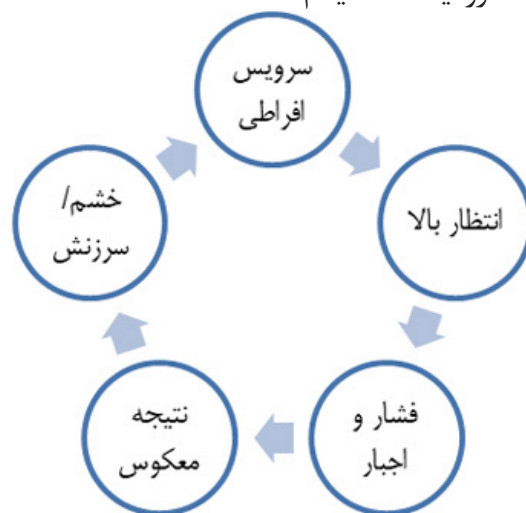 سرویس
افراطی
انتظار بالا
فشار و
اجبار
نتیجه
معکوس
خشم/
سرزنش